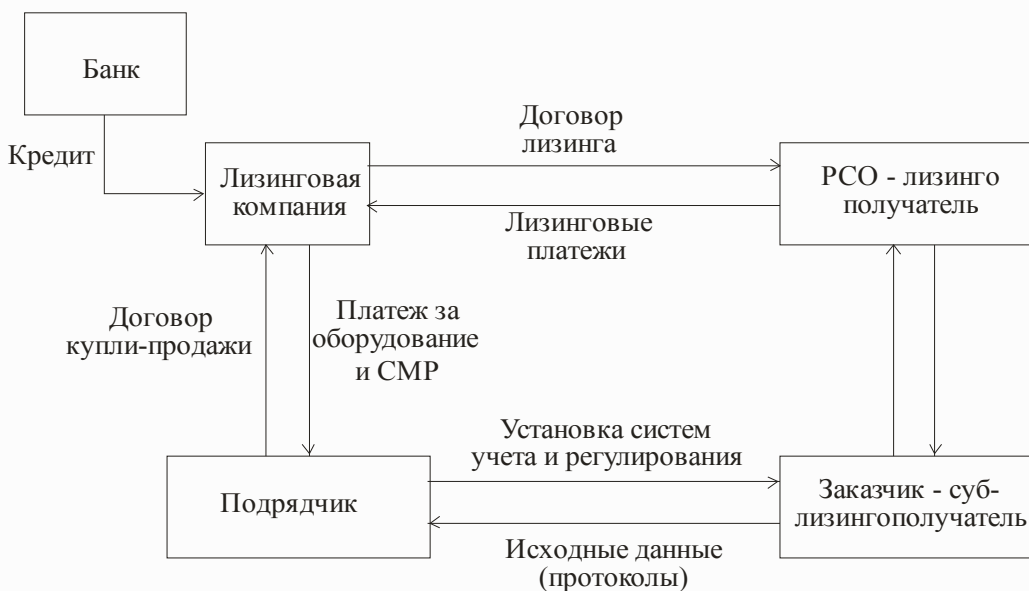 Банк
Кредит
Лизинговая
компания
Договор
лизинга
Лизинговые
платежи
РСО - лизинго
получатель
Договор
купли-продажи
Платеж за
оборудование
и СМР
Подрядчик
Установка систем
учета и регулирования
Исходные данные
(протоколы)
Заказчик - суб-
лизингополучатель